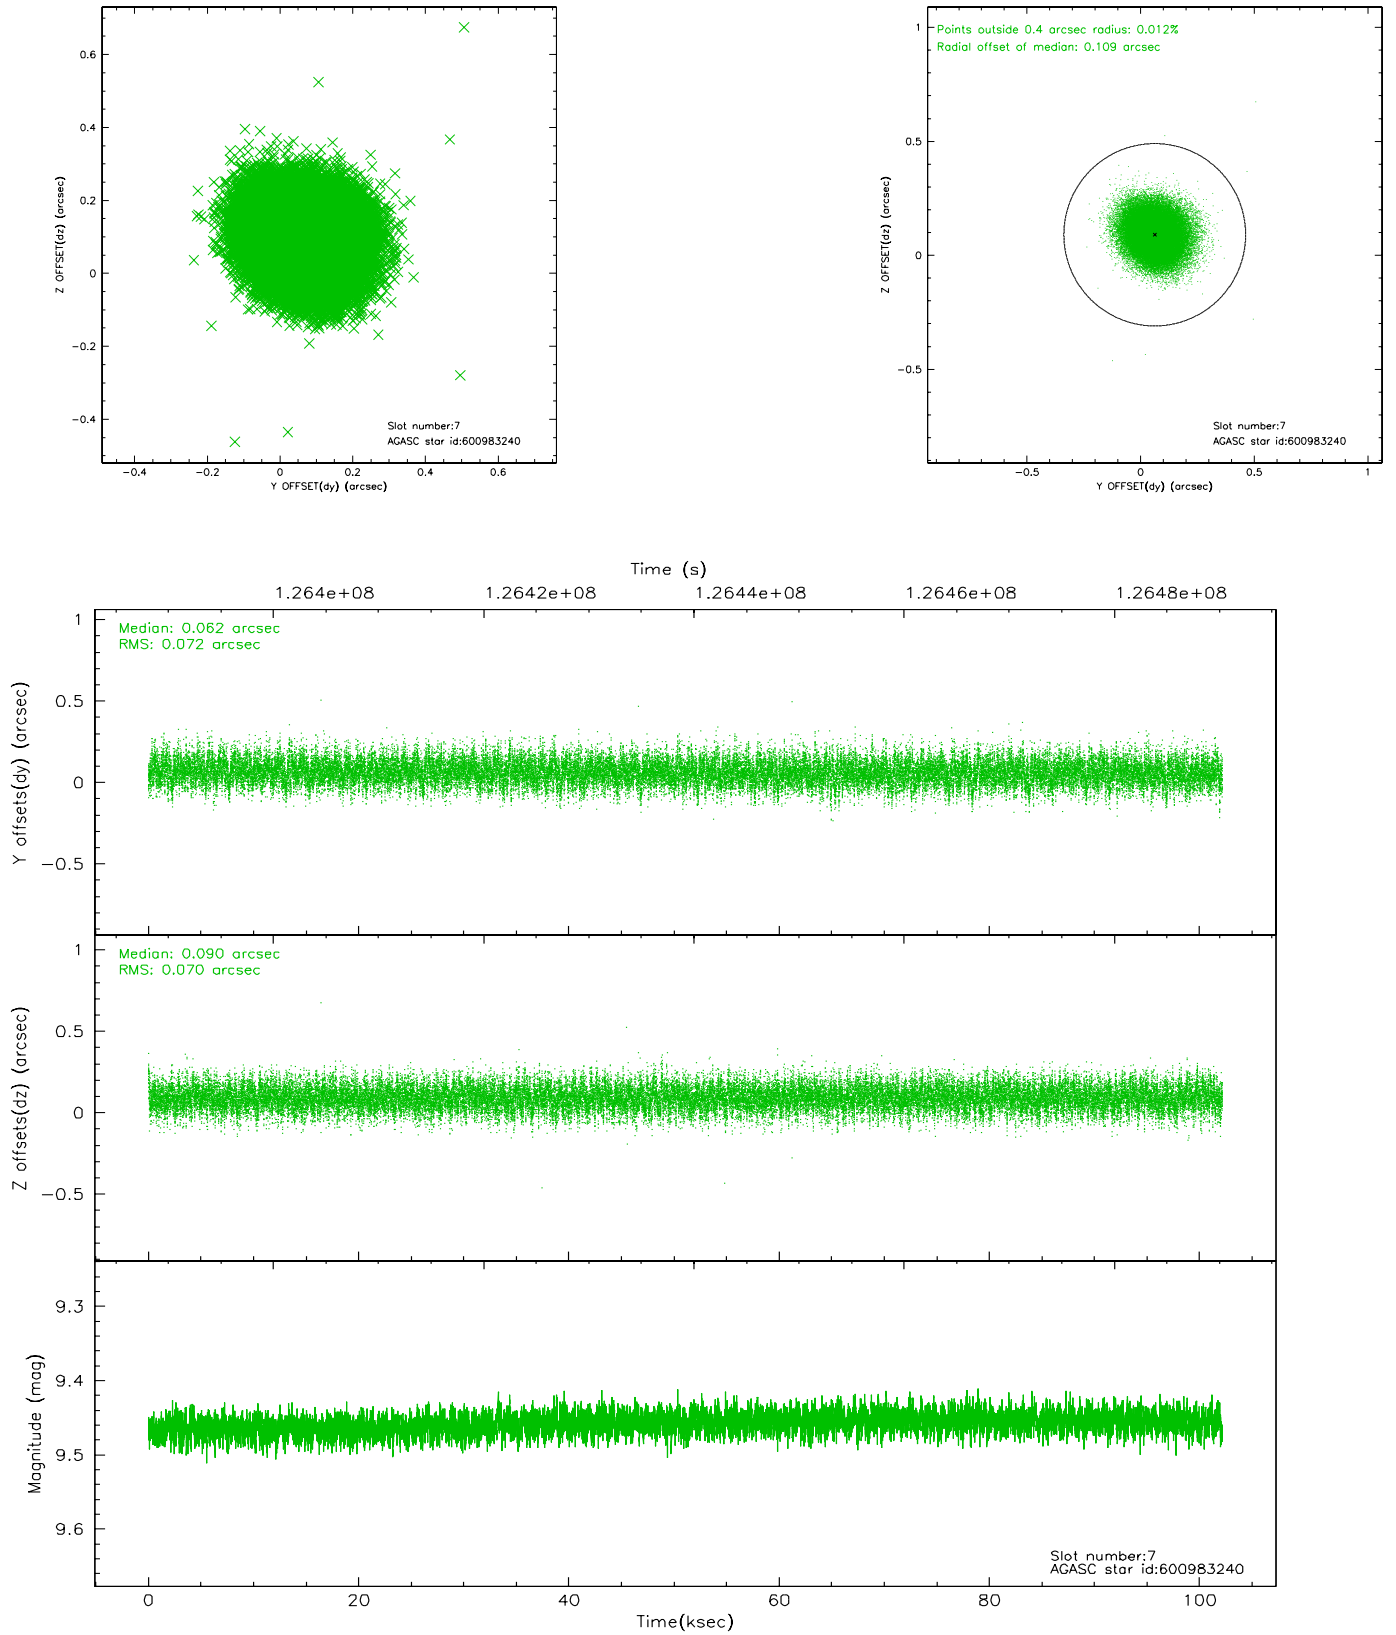 0.6
0.4
0.2
0
−0.2
−0.4
Z OFFSET(dz) (arcsec)
Slot number:7
AGASC star id:600983240
−0.4 −0.2 0 0.2 0.4 0.6
Y OFFSET(dy) (arcsec)
Points outside 0.4 arcsec radius: 0.012%
Radial offset of median: 0.109 arcsec
1
0.5
0
−0.5
Z OFFSET(dz) (arcsec)
Slot number:7
AGASC star id:600983240
−0.5 0 0.5 1
Y OFFSET(dy) (arcsec)
Time (s)
1.264e+08 1.2642e+08 1.2644e+08 1.2646e+08 1.2648e+08
Median: 0.062 arcsec
RMS: 0.072 arcsec
1
0.5
0
−0.5
Y offsets(dy) (arcsec)
Median: 0.090 arcsec
RMS: 0.070 arcsec
1
0.5
0
−0.5
Z offsets(dz) (arcsec)
9.3
9.4
9.5
9.6
Magnitude (mag)
Slot number:7
AGASC star id:600983240
0 20 40 60 80 100
Time(ksec)